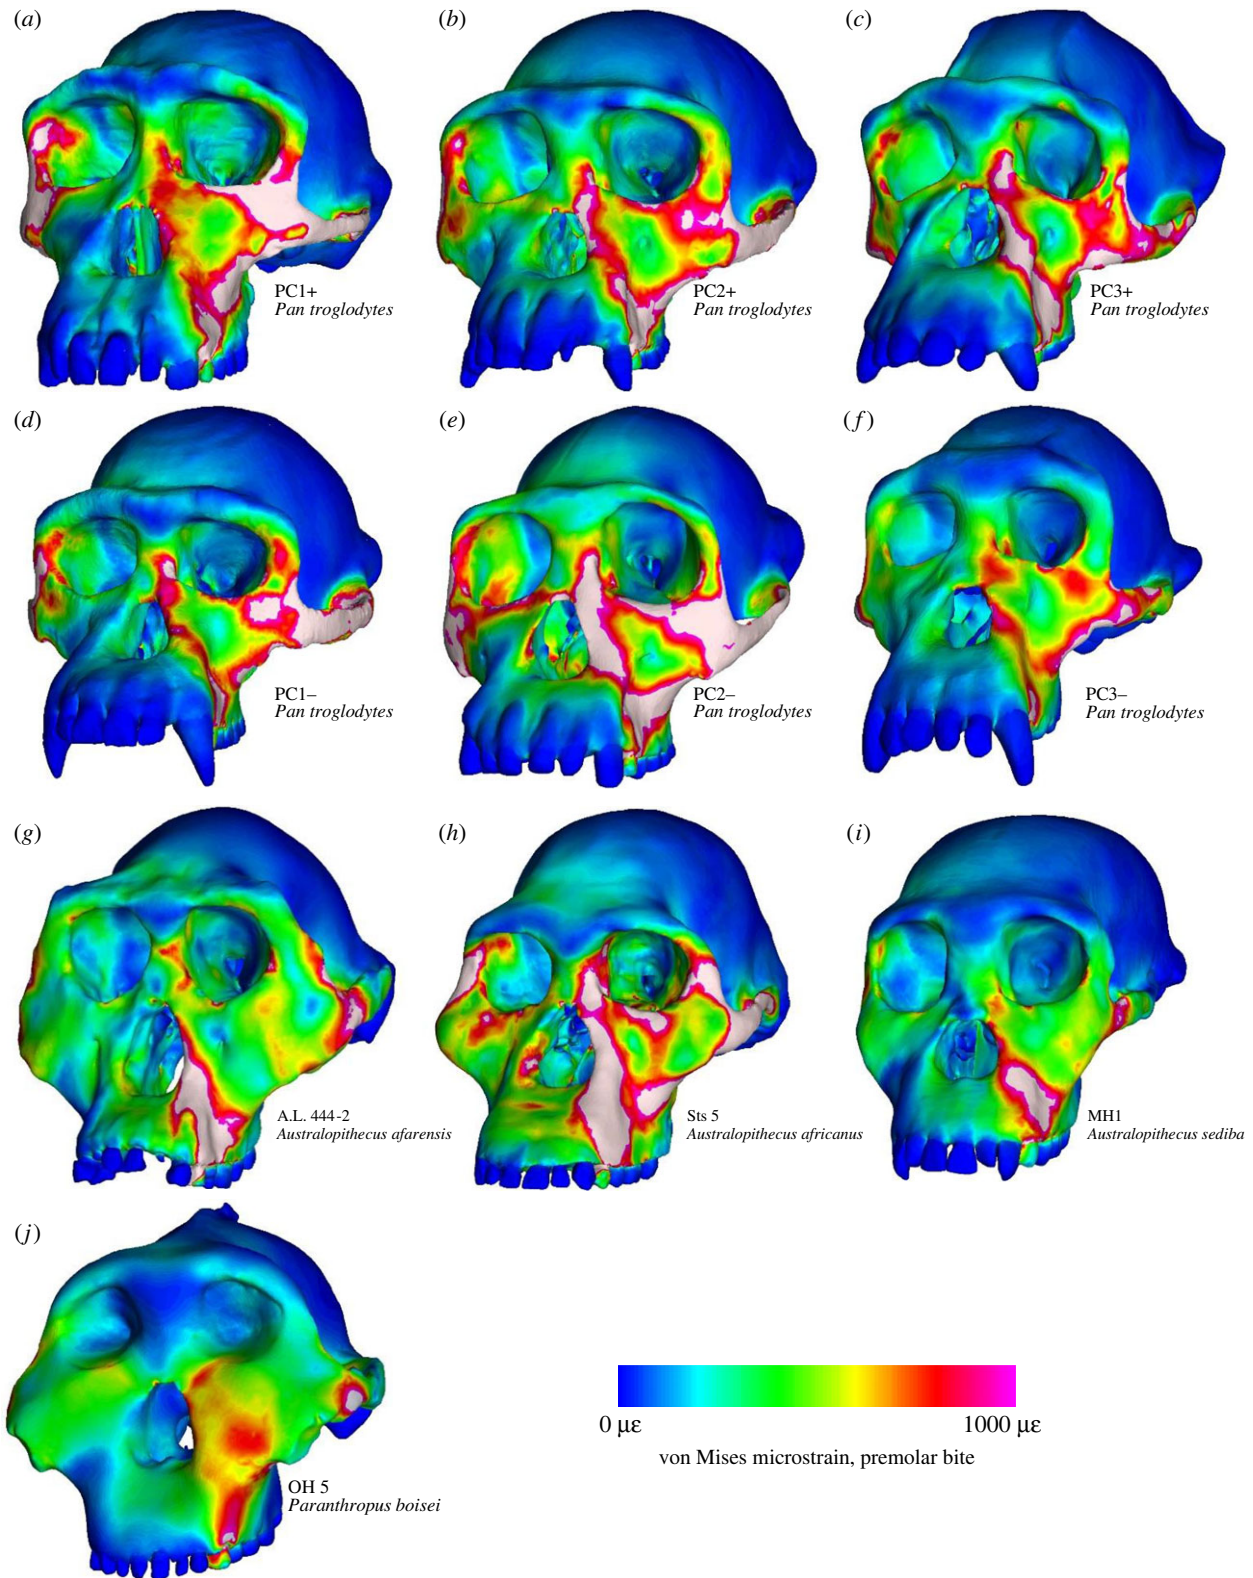 (a)
(b)
(c)
PC1+
Pan troglodytes
PC2+
Pan troglodytes
PC3+
Pan troglodytes
(d)
(e)
(f)
PC1–
Pan troglodytes
PC2–
Pan troglodytes
PC3–
Pan troglodytes
(g)
(h)
(i)
A.L. 444-2
Australopithecus afarensis
Sts 5
Australopithecus africanus
MH1
Australopithecus sediba
(j)
OH 5
Paranthropus boisei
0 µε
1000 µε
von Mises microstrain, premolar bite